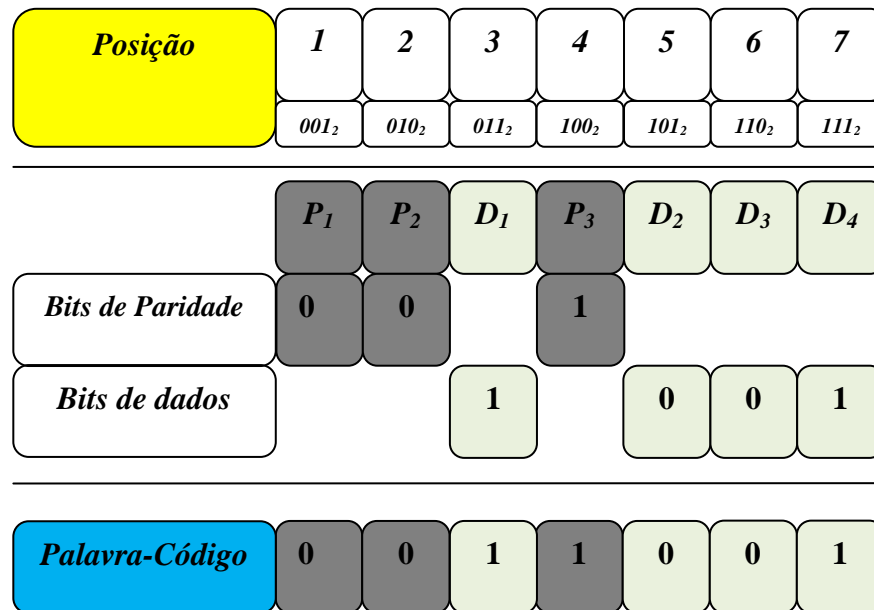 Posição 1 2 3 4 5 6 7
001₂ 010₂ 011₂ 100₂ 101₂ 110₂ 111₂
P₁ P₂ D₁ P₃ D₂ D₃ D₄
Bits de Paridade 0 0 1
Bits de dados 1 0 0 1
Palavra-Código 0 0 1 1 0 0 1